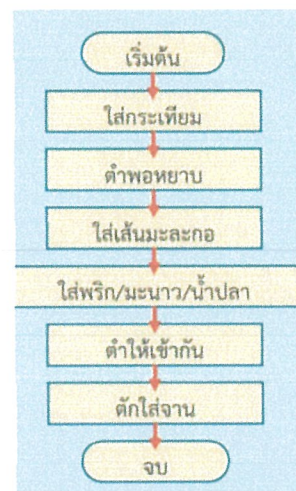 เริ่มต้น
ใส่กระเทียม
ตำพอหยาบ
ใส่เส้นมะละกอ
ใส่พริก/มะนาว/น้ำปลา
ตำให้เข้ากัน
ตักใส่จาน
จบ